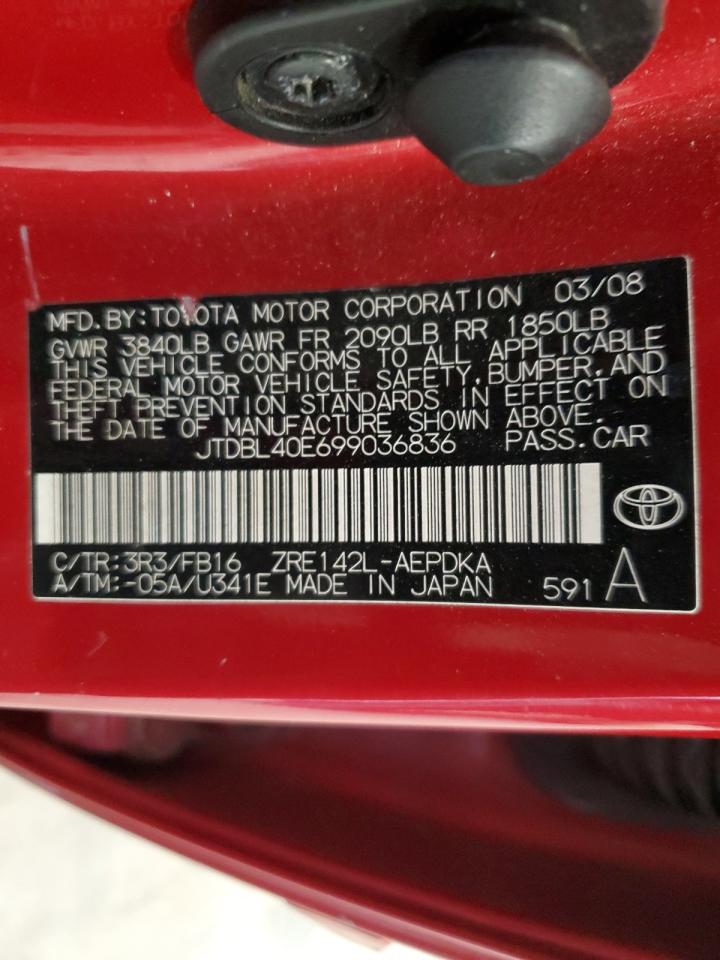 MFD.BY:TOYOTA MOTOR CORPORATION 03/08
GVWR 3840LB GAWR FR 2090LB RR 1850LB
THIS VEHICLE CONFORMS TO ALL APPLICABLE
FEDERAL MOTOR VEHICLE SAFETY,BUMPER,AND
THEFT PREVENTION STANDARDS IN EFFECT ON
THE DATE OF MANUFACTURE SHOWN ABOVE.
JTDBL40E699036836 PASS.CAR
C/TR:3R3/FB16 ZRE142L-AEPDKA
A/TM:-05A/U341E MADE IN JAPAN 591 A